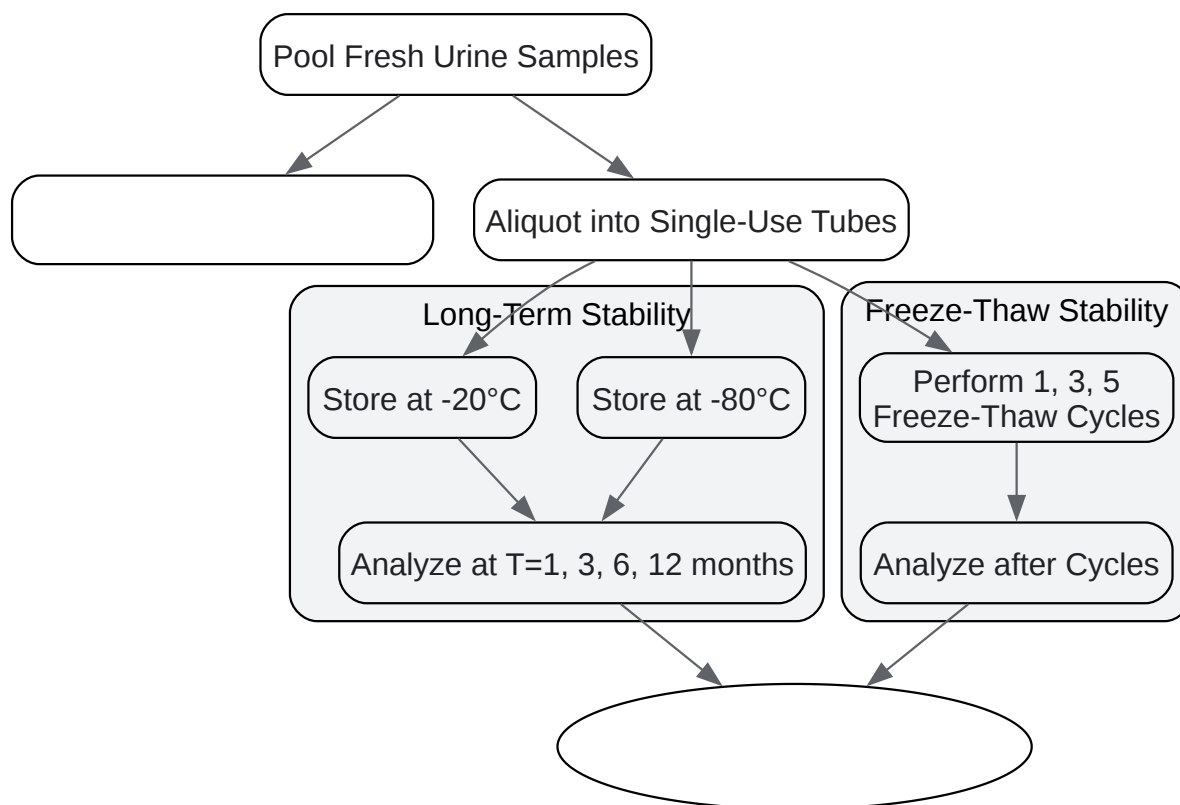 Pool Fresh Urine Samples
Aliquot into Single-Use Tubes
Long-Term Stability
Freeze-Thaw Stability
Store at -20°C
Store at -80°C
Perform 1, 3, 5
Freeze-Thaw Cycles
Analyze at T=1, 3, 6, 12 months
Analyze after Cycles